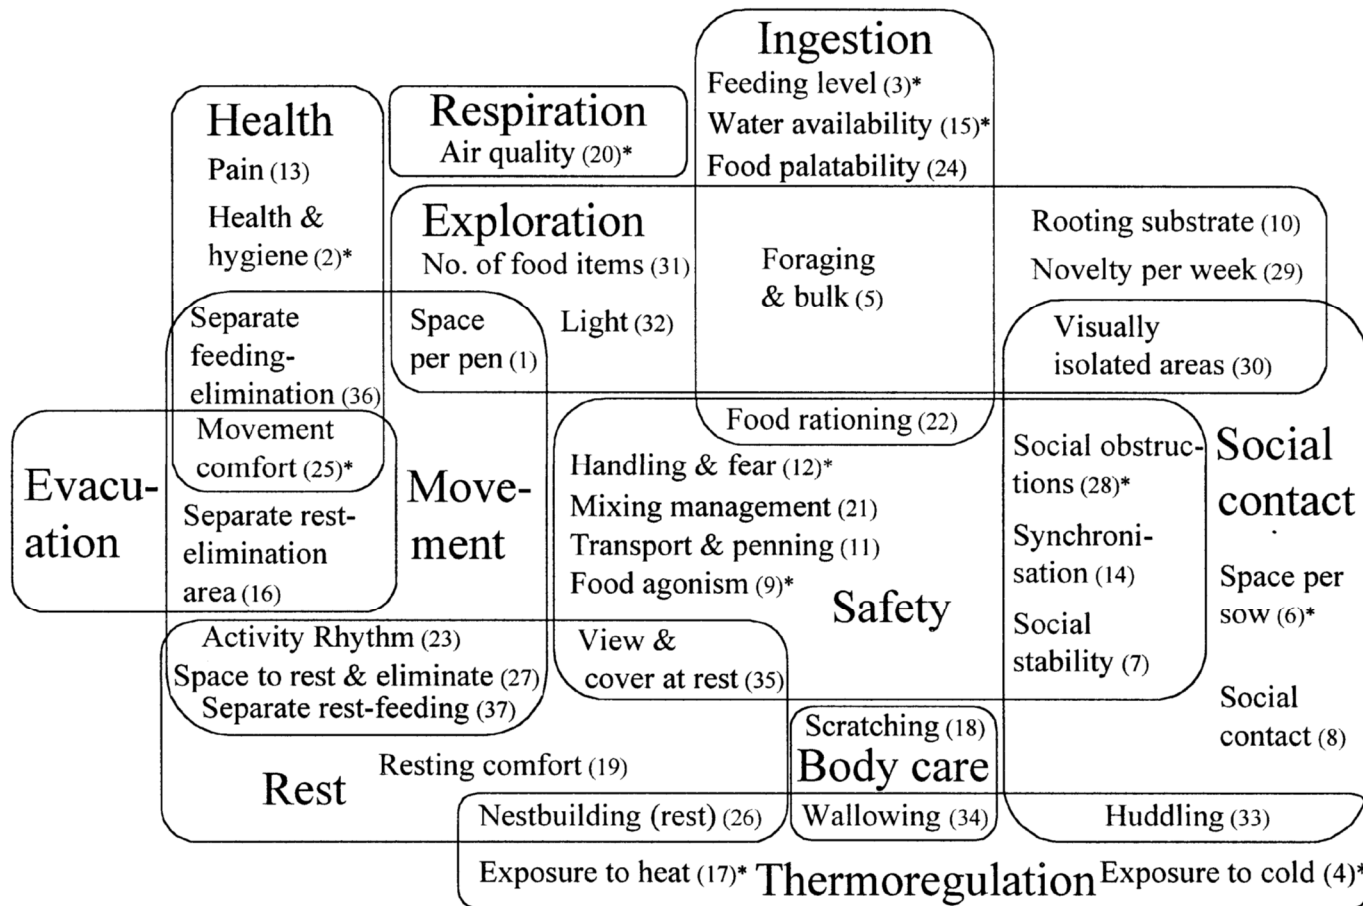 Ingestion
Feeding level (3)*
Water availability (15)*
Food palatability (24)
Health
Pain (13)
Health &
hygiene (2)*
Respiration
Air quality (20)*
Exploration
No. of food items (31)
Light (32)
Space
per pen (1)
Foraging
& bulk (5)
Rooting substrate (10)
Novelty per week (29)
Visually
isolated areas (30)
Separate
feeding-
elimination (36)
Movement
comfort (25)*
Evacu-
ation
Separate rest-
elimination
area (16)
Move-
ment
Food rationing (22)
Handling & fear (12)*
Mixing management (21)
Transport & penning (11)
Food agonism (9)*
Safety
View &
cover at rest (35)
Social obstruc-
tions (28)*
Synchroni-
sation (14)
Social
stability (7)
Social
contact
Space per
sow (6)*
Social
contact (8)
Activity Rhythm (23)
Space to rest & eliminate (27)
Separate rest-feeding (37)
Rest
Resting comfort (19)
Scratching (18)
Body care
Wallowing (34)
Nestbuilding (rest) (26)
Huddling (33)
Exposure to heat (17)*
Thermoregulation
Exposure to cold (4)*